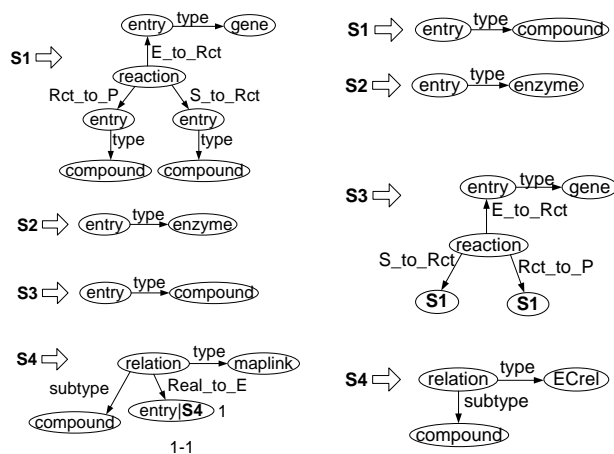 entry type gene
S1
E_to_Rct
reaction
Rct_to_P S_to_Rct
entry entry
type type
compound compound
S2 entry type enzyme
S3 entry type compound
S4 relation type maplink
subtype Real_to_E
compound entry|S4 1
1-1
S1 entry type compound
S2 entry type enzyme
S3
entry type gene
E_to_Rct
reaction
S_to_Rct Rct_to_P
S1 S1
S4 relation type ECrel
subtype
compound